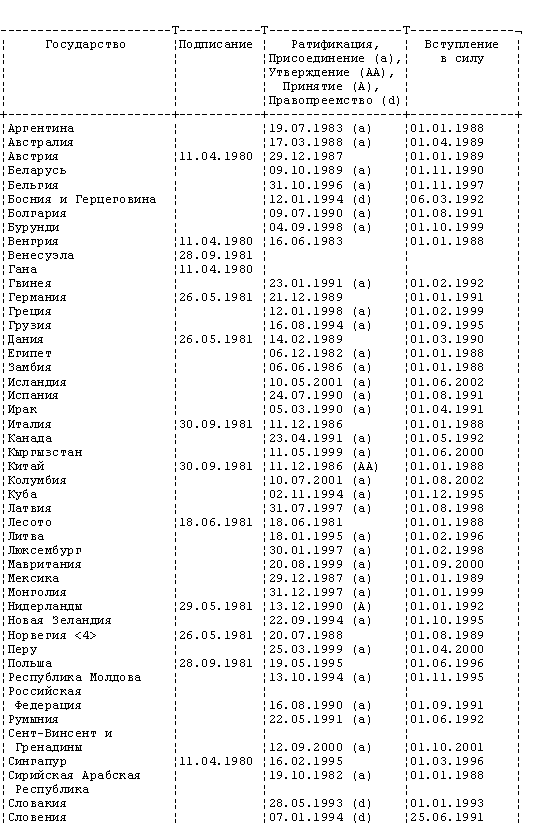 Государство Подписание Ратификация, Вступление
Присоединение (a), в силу
Утверждение (AA),
Принятие (A),
Правопреемство (d)
Аргентина 19.07.1983 (a) 01.01.1988
Австралия 17.03.1988 (a) 01.04.1989
Австрия 11.04.1980 29.12.1987 01.01.1989
Беларусь 09.10.1989 (a) 01.11.1990
Бельгия 31.10.1996 (a) 01.11.1997
Босния и Герцеговина 12.01.1994 (d) 06.03.1992
Болгария 09.07.1990 (a) 01.08.1991
Бурунди 04.09.1998 (a) 01.10.1999
Венгрия 11.04.1980 16.06.1983 01.01.1988
Венесуэла 28.09.1981
Гана 11.04.1980
Гвинея 23.01.1991 (a) 01.02.1992
Германия 26.05.1981 21.12.1989 01.01.1991
Греция 12.01.1998 (a) 01.02.1999
Грузия 16.08.1994 (a) 01.09.1995
Дания 26.05.1981 14.02.1989 01.03.1990
Египет 06.12.1982 (a) 01.01.1988
Замбия 06.06.1986 (a) 01.01.1988
Исландия 10.05.2001 (a) 01.06.2002
Испания 24.07.1990 (a) 01.08.1991
Ирак 05.03.1990 (a) 01.04.1991
Италия 30.09.1981 11.12.1986 01.01.1988
Канада 23.04.1991 (a) 01.05.1992
Кыргызстан 11.05.1999 (a) 01.06.2000
Китай 30.09.1981 11.12.1986 (AA) 01.01.1988
Колумбия 10.07.2001 (a) 01.08.2002
Куба 02.11.1994 (a) 01.12.1995
Латвия 31.07.1997 (a) 01.08.1998
Лесото 18.06.1981 18.06.1981 01.01.1988
Литва 18.01.1995 (a) 01.02.1996
Люксембург 30.01.1997 (a) 01.02.1998
Мавритания 20.08.1999 (a) 01.09.2000
Мексика 29.12.1987 (a) 01.01.1989
Монголия 31.12.1997 (a) 01.01.1999
Нидерланды 29.05.1981 13.12.1990 (A) 01.01.1992
Новая Зеландия 22.09.1994 (a) 01.10.1995
Норвегия <4> 26.05.1981 20.07.1988 01.08.1989
Перу 25.03.1999 (a) 01.04.2000
Польша 28.09.1981 19.05.1995 01.06.1996
Республика Молдова 13.10.1994 (a) 01.11.1995
Российская
Федерация 16.08.1990 (a) 01.09.1991
Румыния 22.05.1991 (a) 01.06.1992
Сент-Винсент и
Гренадины 12.09.2000 (a) 01.10.2001
Сингапур 11.04.1980 16.02.1995 01.03.1996
Сирийская Арабская 19.10.1982 (a) 01.01.1988
Республика
Словакия 28.05.1993 (d) 01.01.1993
Словения 07.01.1994 (d) 25.06.1991